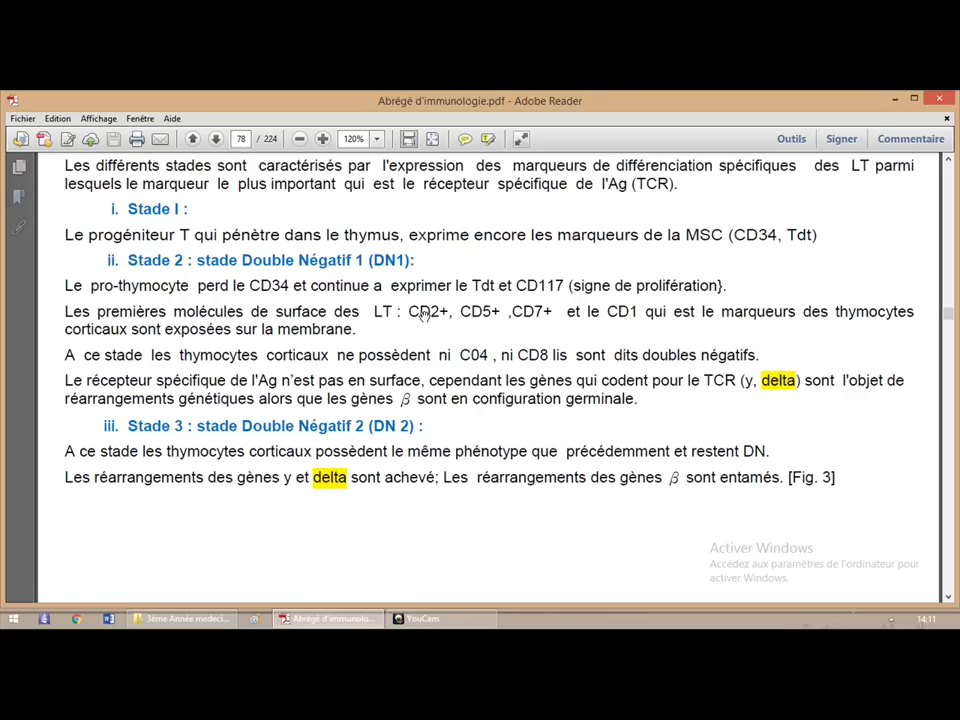 Abrégé d'immunologie.pdf - Adobe Reader
Fichier Edition Affichage Fenêtre Aide
78 / 224 120% Outils Signer Commentaire
Les différents stades sont caractérisés par l'expression des marqueurs de différenciation spécifiques des LT parmi
lesquels le marqueur le plus important qui est le récepteur spécifique de l'Ag (TCR).
i. Stade I :
Le progéniteur T qui pénètre dans le thymus, exprime encore les marqueurs de la MSC (CD34, Tdt)
ii. Stade 2 : stade Double Négatif 1 (DN1):
Le pro-thymocyte perd le CD34 et continue a exprimer le Tdt et CD117 (signe de prolifération}.
Les premières molécules de surface des LT : CD2+, CD5+ ,CD7+ et le CD1 qui est le marqueurs des thymocytes
corticaux sont exposées sur la membrane.
A ce stade les thymocytes corticaux ne possèdent ni C04 , ni CD8 lis sont dits doubles négatifs.
Le récepteur spécifique de l'Ag n'est pas en surface, cependant les gènes qui codent pour le TCR (y, delta) sont l'objet de
réarrangements génétiques alors que les gènes β sont en configuration germinale.
iii. Stade 3 : stade Double Négatif 2 (DN 2) :
A ce stade les thymocytes corticaux possèdent le même phénotype que précédemment et restent DN.
Les réarrangements des gènes y et delta sont achevé; Les réarrangements des gènes β sont entamés. [Fig. 3]
Activer Windows
Accédez aux paramètres de l'ordinateur pour
activer Windows.
3éme Année medeci... Abrégé d'immunolo... YouCam 14:11